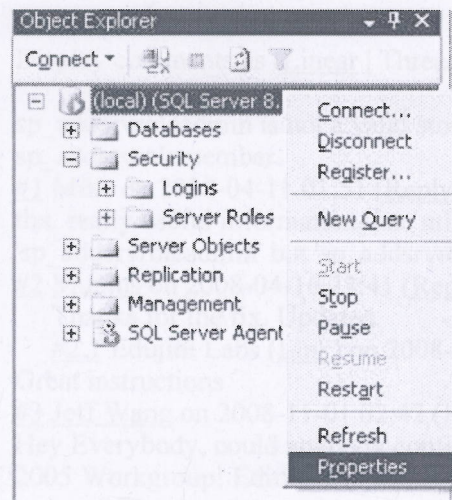 Object Explorer
Connect
(local) (SQL Server 8.
Databases
Security
Logins
Server Roles
Server Objects
Replication
Management
SQL Server Agent
Connect...
Disconnect
Register...
New Query
Start
Stop
Pause
Resume
Restart
Refresh
Properties